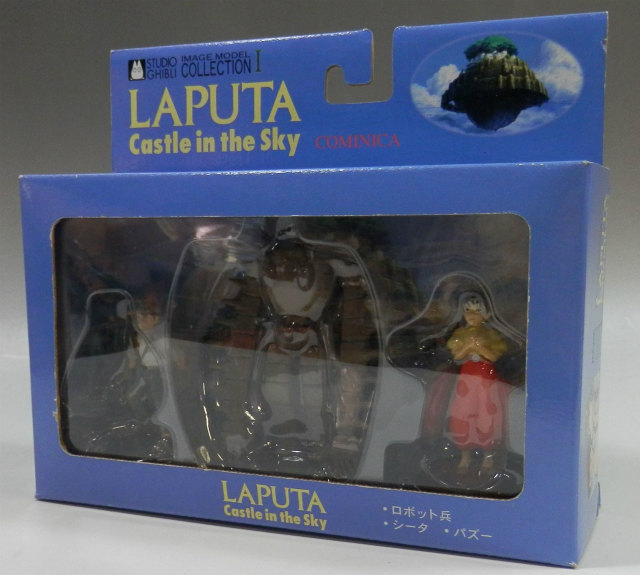 STUDIO GHIBLI IMAGE MODEL COLLECTION I
LAPUTA
Castle in the Sky COMINICA
LAPUTA
Castle in the Sky
・ロボット兵
・シータ ・パズー